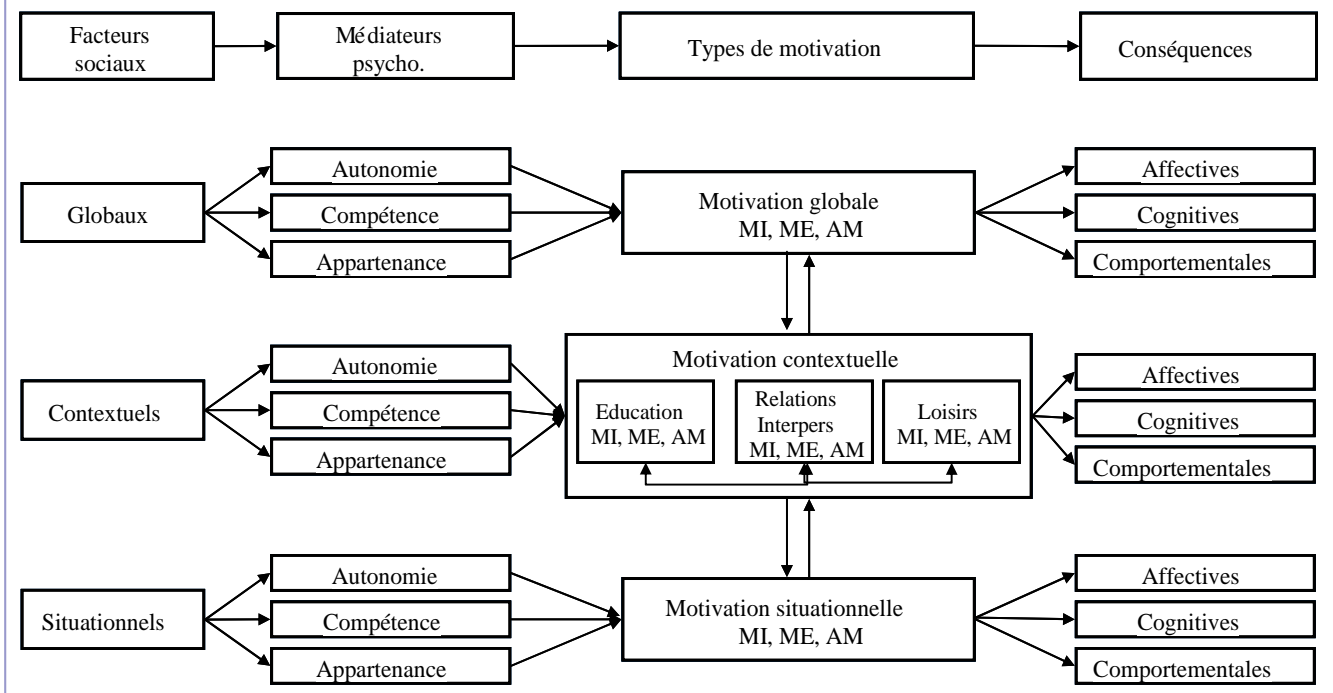 Facteurs
sociaux
Médiateurs
psycho.
Types de motivation
Conséquences
Globaux
Autonomie
Compétence
Appartenance
Motivation globale
MI, ME, AM
Affectives
Cognitives
Comportementales
Contextuels
Autonomie
Compétence
Appartenance
Motivation contextuelle
Education
MI, ME, AM
Relations
Interpers
MI, ME, AM
Loisirs
MI, ME, AM
Affectives
Cognitives
Comportementales
Situationnels
Autonomie
Compétence
Appartenance
Motivation situationnelle
MI, ME, AM
Affectives
Cognitives
Comportementales